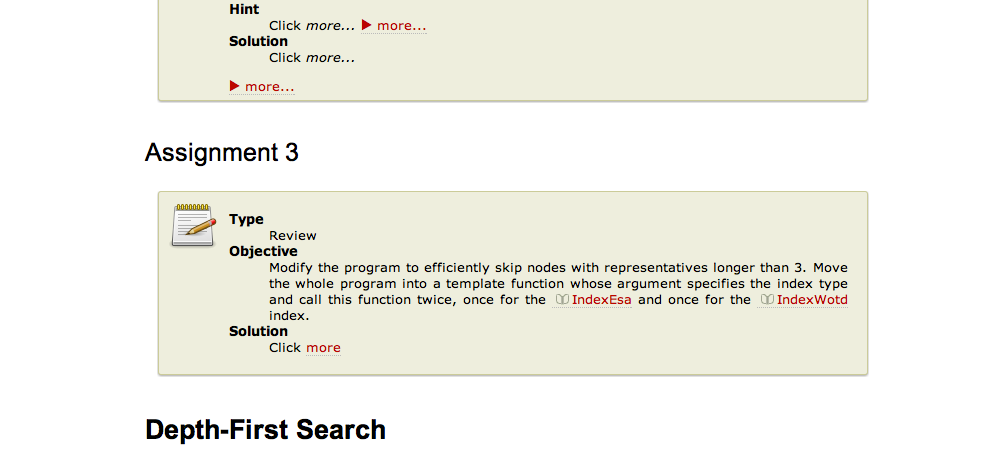 Hint
Click more... ▶ more...
Solution
Click more...
▶ more...
Assignment 3
Type
Review
Objective
Modify the program to efficiently skip nodes with representatives longer than 3. Move
the whole program into a template function whose argument specifies the index type
and call this function twice, once for the IndexEsa and once for the IndexWotd
index.
Solution
Click more
Depth-First Search